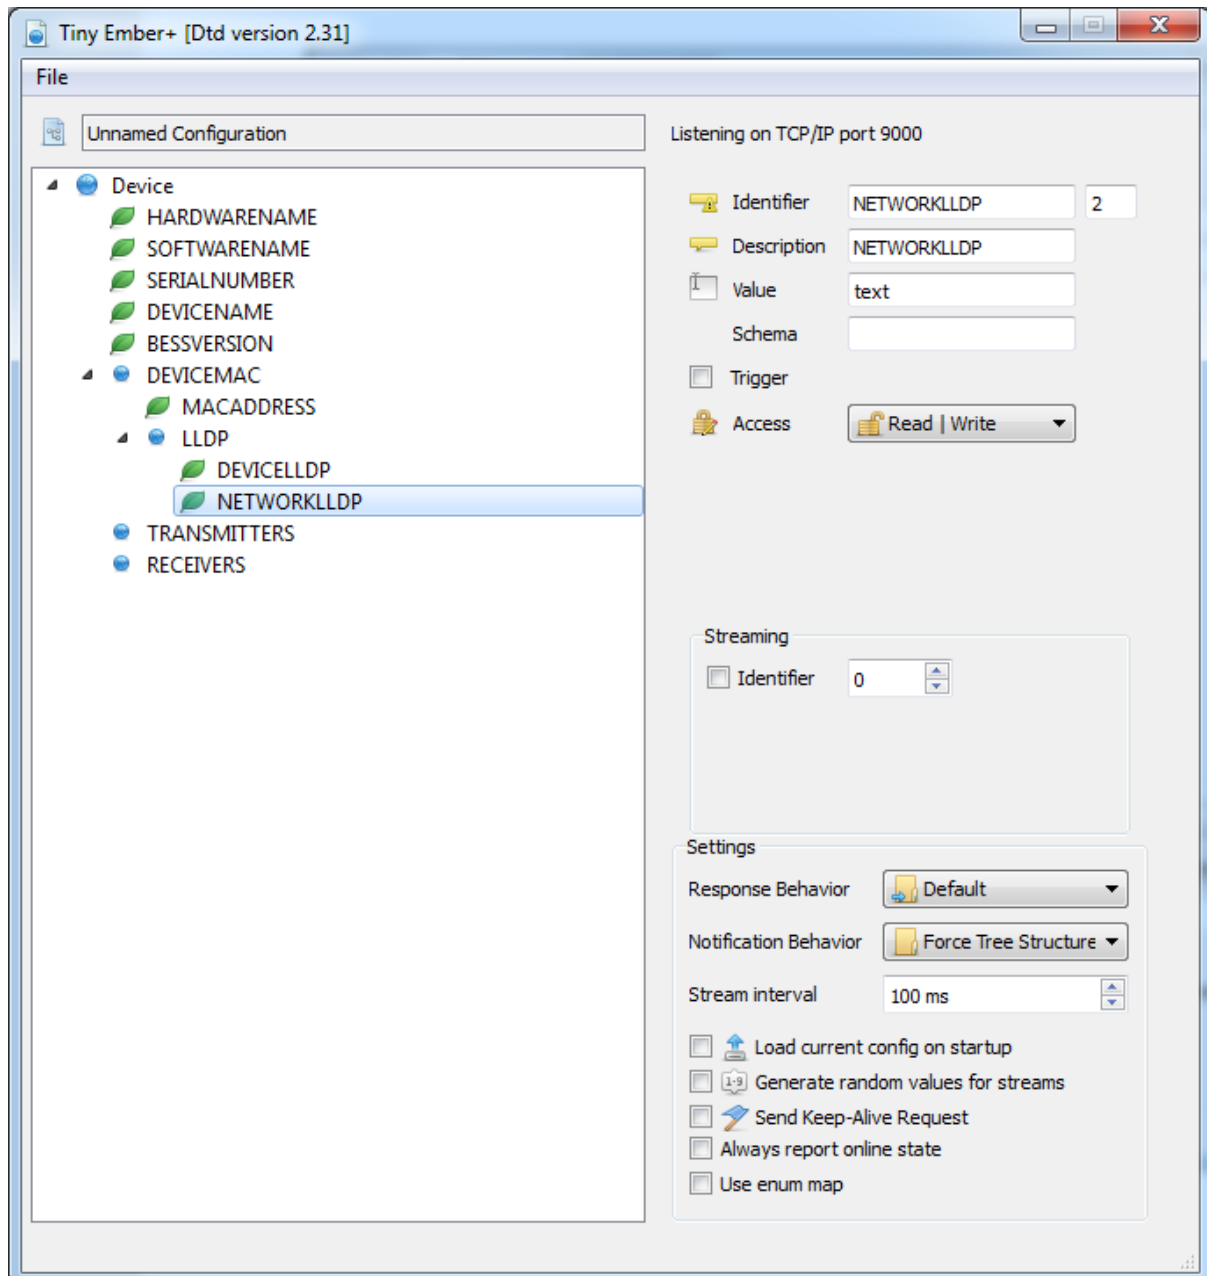 Tiny Ember+ [Dtd version 2.31]
File
Unnamed Configuration
Listening on TCP/IP port 9000
Device
HARDWARENAME
SOFTWARENAME
SERIALNUMBER
DEVICENAME
BESSVERSION
DEVICEMAC
MACADDRESS
LLDP
DEVICELLDP
NETWORKLLDP
TRANSMITTERS
RECEIVERS
Identifier NETWORKLLDP 2
Description NETWORKLLDP
Value text
Schema
Trigger
Access Read | Write
Streaming
Identifier 0
Settings
Response Behavior Default
Notification Behavior Force Tree Structure
Stream interval 100 ms
Load current config on startup
1-9 Generate random values for streams
Send Keep-Alive Request
Always report online state
Use enum map